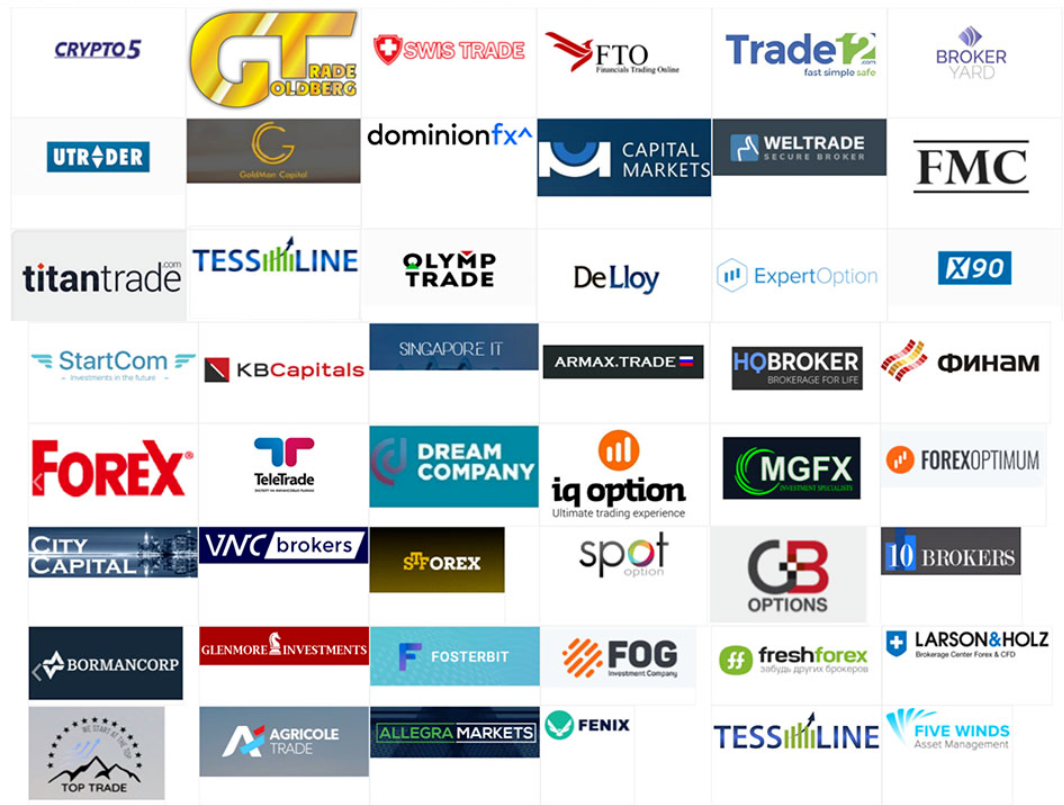 CRYPTO5
GT
RADE
OLDBERG
SWIS TRADE
FTO
Financials Trading Online
Trade12
.com
fast simple safe
BROKER
YARD
UTRADER
G
GoldMan Capital
dominionfx^
CAPITAL
MARKETS
WELTRADE
SECURE BROKER
FMC
titantrade
.com
TESSLINE
OLYMP
TRADE
DeLloy
ExpertOption
X90
StartCom
Investments in the future
KBCapitals
SINGAPORE IT
ARMAX.TRADE
HQBROKER
BROKERAGE FOR LIFE
ФИНАМ
FOREX®
TeleTrade
DREAM
COMPANY
iq option
Ultimate trading experience
MGFX
INVESTMENT SPECIALISTS
FOREXOPTIMUM
CITY
CAPITAL
VNC brokers
STFOREX
spot
option
GB
OPTIONS
10 BROKERS
BORMANCORP
GLENMORE INVESTMENTS
FOSTERBIT
FOG
Investment Company
freshforex
забудь других брокеров
LARSON&HOLZ
Brokerage Center Forex & CFD
WE START AT THE TOP
TOP TRADE
AGRICOLE
TRADE
ALLEGRA MARKETS
FENIX
TESSLINE
FIVE WINDS
Asset Management